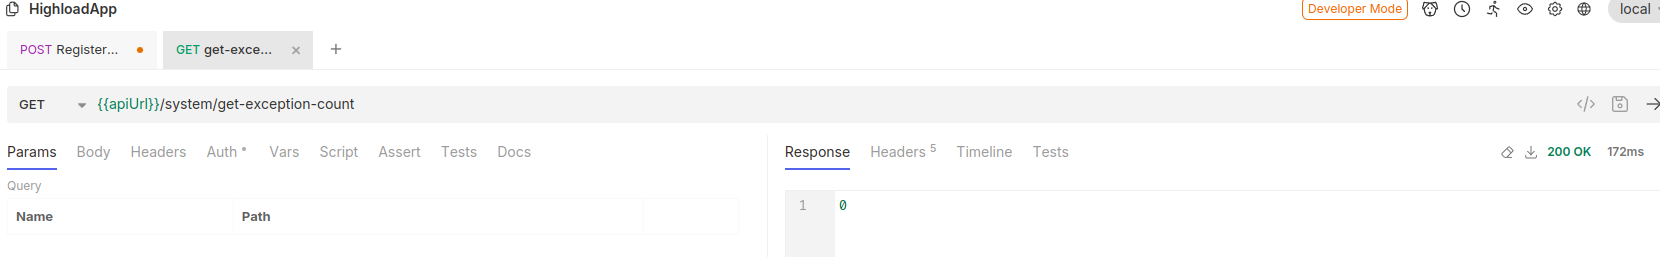 HighloadApp
Developer Mode
local
POST Register...
GET get-exce...
GET {{apiUrl}}/system/get-exception-count
Params Body Headers Auth Vars Script Assert Tests Docs
Response Headers 5 Timeline Tests 200 OK 172ms
Query
Name Path
1 0